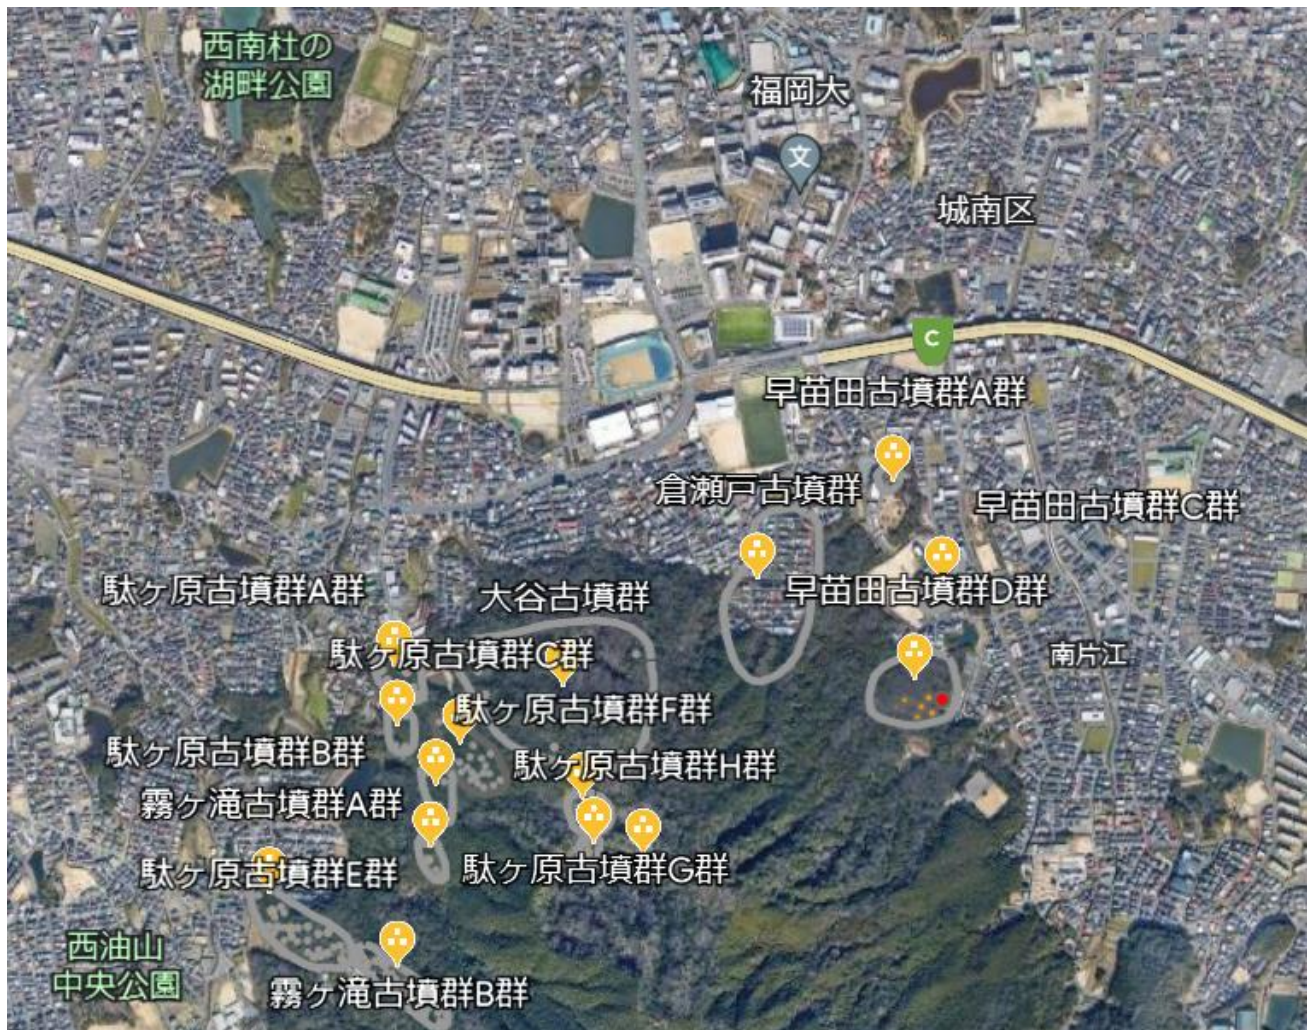 西南杜の
湖畔公園
福岡大
文
城南区
C
早苗田古墳群A群
倉瀬戸古墳群
早苗田古墳群C群
駄ヶ原古墳群A群
大谷古墳群
早苗田古墳群D群
駄ヶ原古墳群C群
南片江
駄ヶ原古墳群F群
駄ヶ原古墳群B群
駄ヶ原古墳群H群
霧ヶ滝古墳群A群
駄ヶ原古墳群E群
駄ヶ原古墳群G群
西油山
中央公園
霧ヶ滝古墳群B群